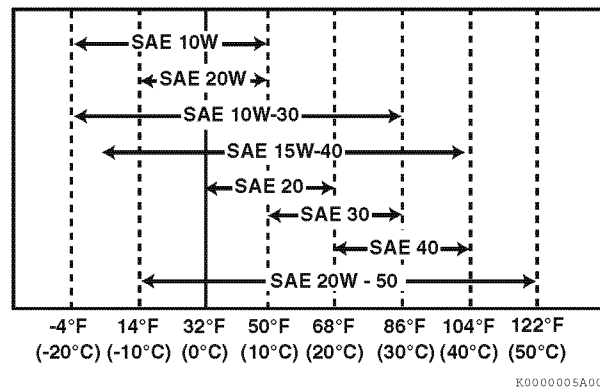 SAE 10W
SAE 20W
SAE 10W-30
SAE 15W-40
SAE 20
SAE 30
SAE 40
SAE 20W - 50
-4°F 14°F 32°F 50°F 68°F 86°F 104°F 122°F
(-20°C) (-10°C) (0°C) (10°C) (20°C) (30°C) (40°C) (50°C)
K0000005A00